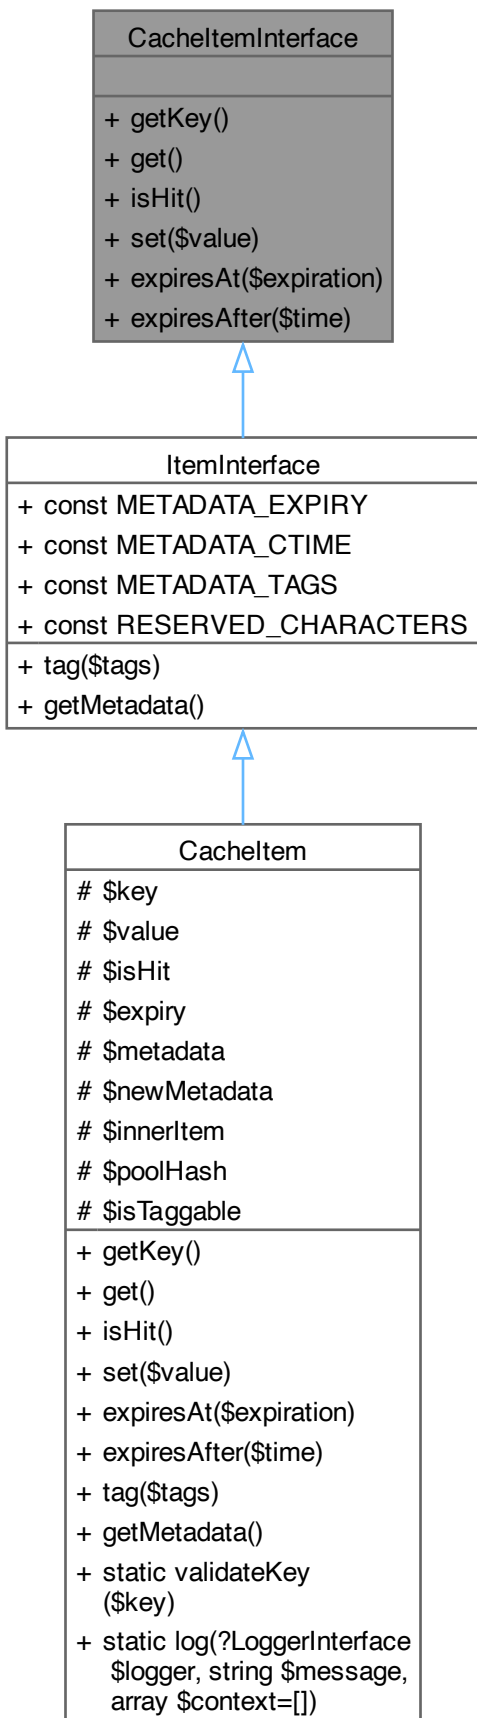 CacheItemInterface
+ getKey()
+ get()
+ isHit()
+ set($value)
+ expiresAt($expiration)
+ expiresAfter($time)
ItemInterface
+ const METADATA_EXPIRY
+ const METADATA_CTIME
+ const METADATA_TAGS
+ const RESERVED_CHARACTERS
+ tag($tags)
+ getMetadata()
CacheItem
# $key
# $value
# $isHit
# $expiry
# $metadata
# $newMetadata
# $innerItem
# $poolHash
# $isTaggable
+ getKey()
+ get()
+ isHit()
+ set($value)
+ expiresAt($expiration)
+ expiresAfter($time)
+ tag($tags)
+ getMetadata()
+ static validateKey
($key)
+ static log(?LoggerInterface
$logger, string $message,
array $context=[])